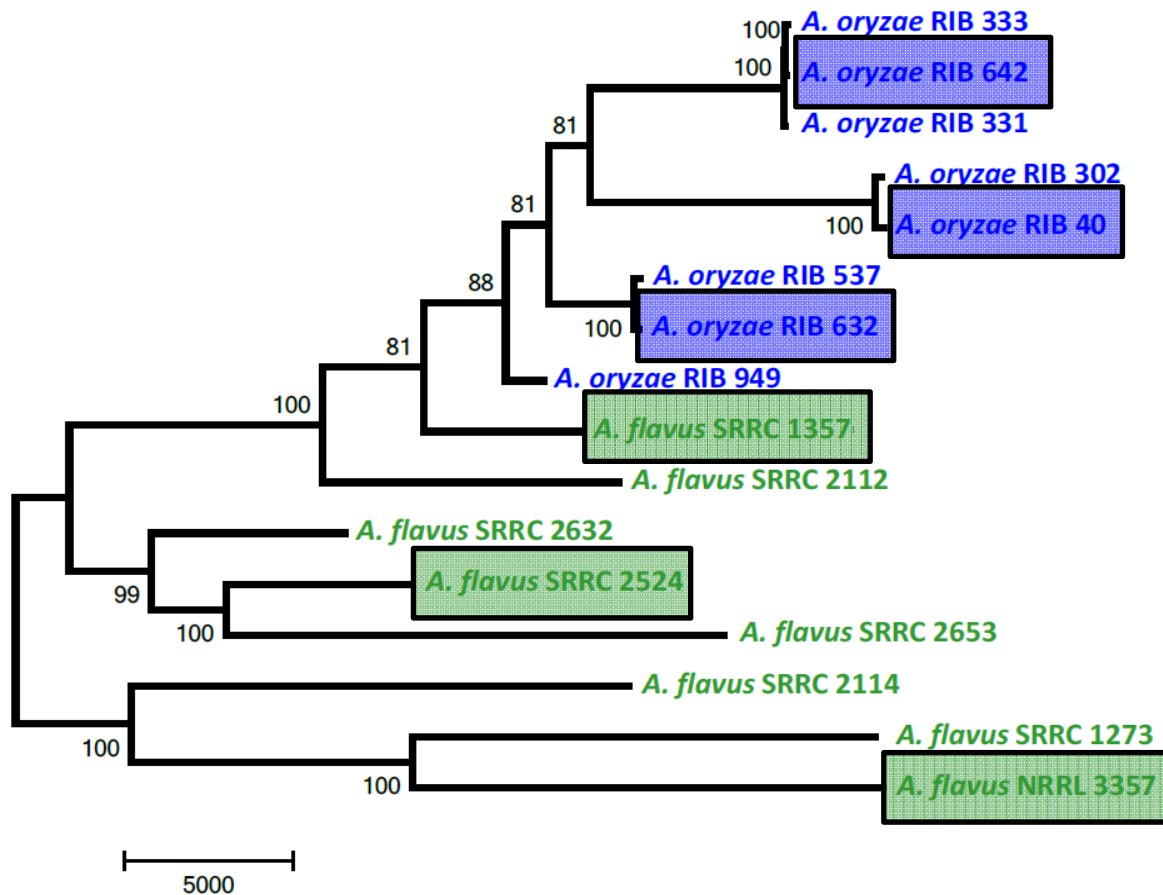 100
A. oryzae RIB 333
100
A. oryzae RIB 642
81
A. oryzae RIB 331
A. oryzae RIB 302
81
100
A. oryzae RIB 40
88
A. oryzae RIB 537
100
A. oryzae RIB 632
81
A. oryzae RIB 949
100
A. flavus SRRC 1357
A. flavus SRRC 2112
A. flavus SRRC 2632
99
A. flavus SRRC 2524
100
A. flavus SRRC 2653
A. flavus SRRC 2114
100
A. flavus SRRC 1273
100
A. flavus NRRL 3357
5000